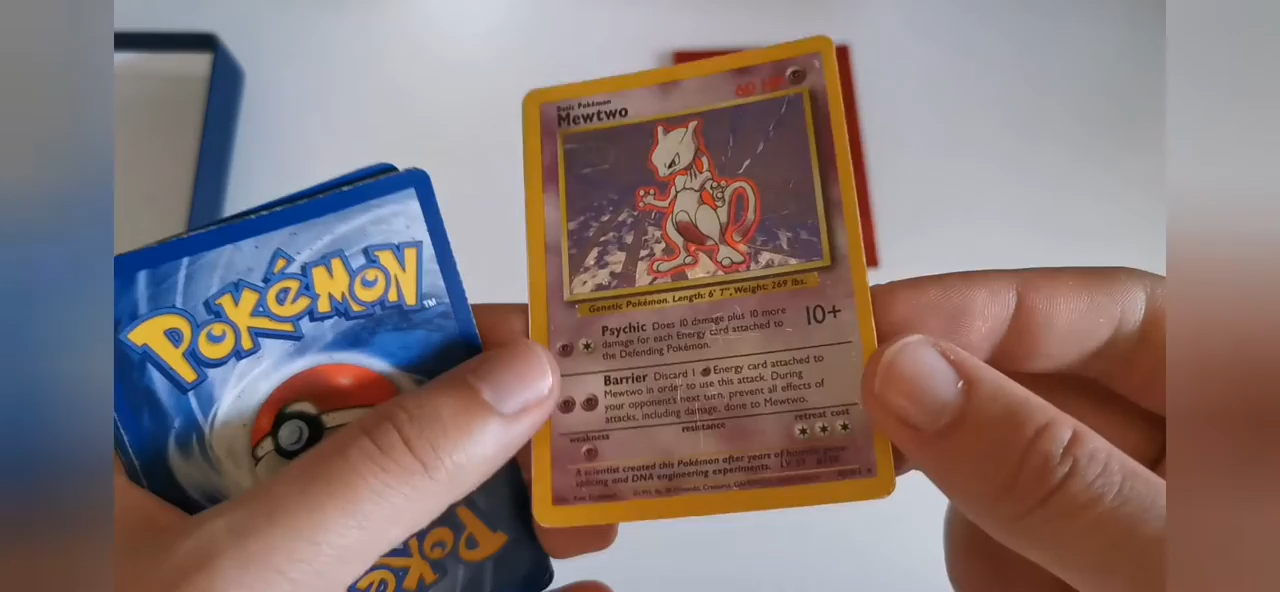 POKéMON
TM
Basic Pokémon
Mewtwo
60 HP
Genetic Pokémon. Length: 6' 7", Weight: 269 lbs.
Psychic Does 10 damage plus 10 more
damage for each Energy card attached to
the Defending Pokémon.
10+
Barrier Discard 1 Energy card attached to
Mewtwo in order to use this attack. During
your opponent's next turn, prevent all effects of
attacks, including damage, done to Mewtwo.
weakness
resistance
retreat cost
A scientist created this Pokémon after years of
splicing and DNA engineering experiments.